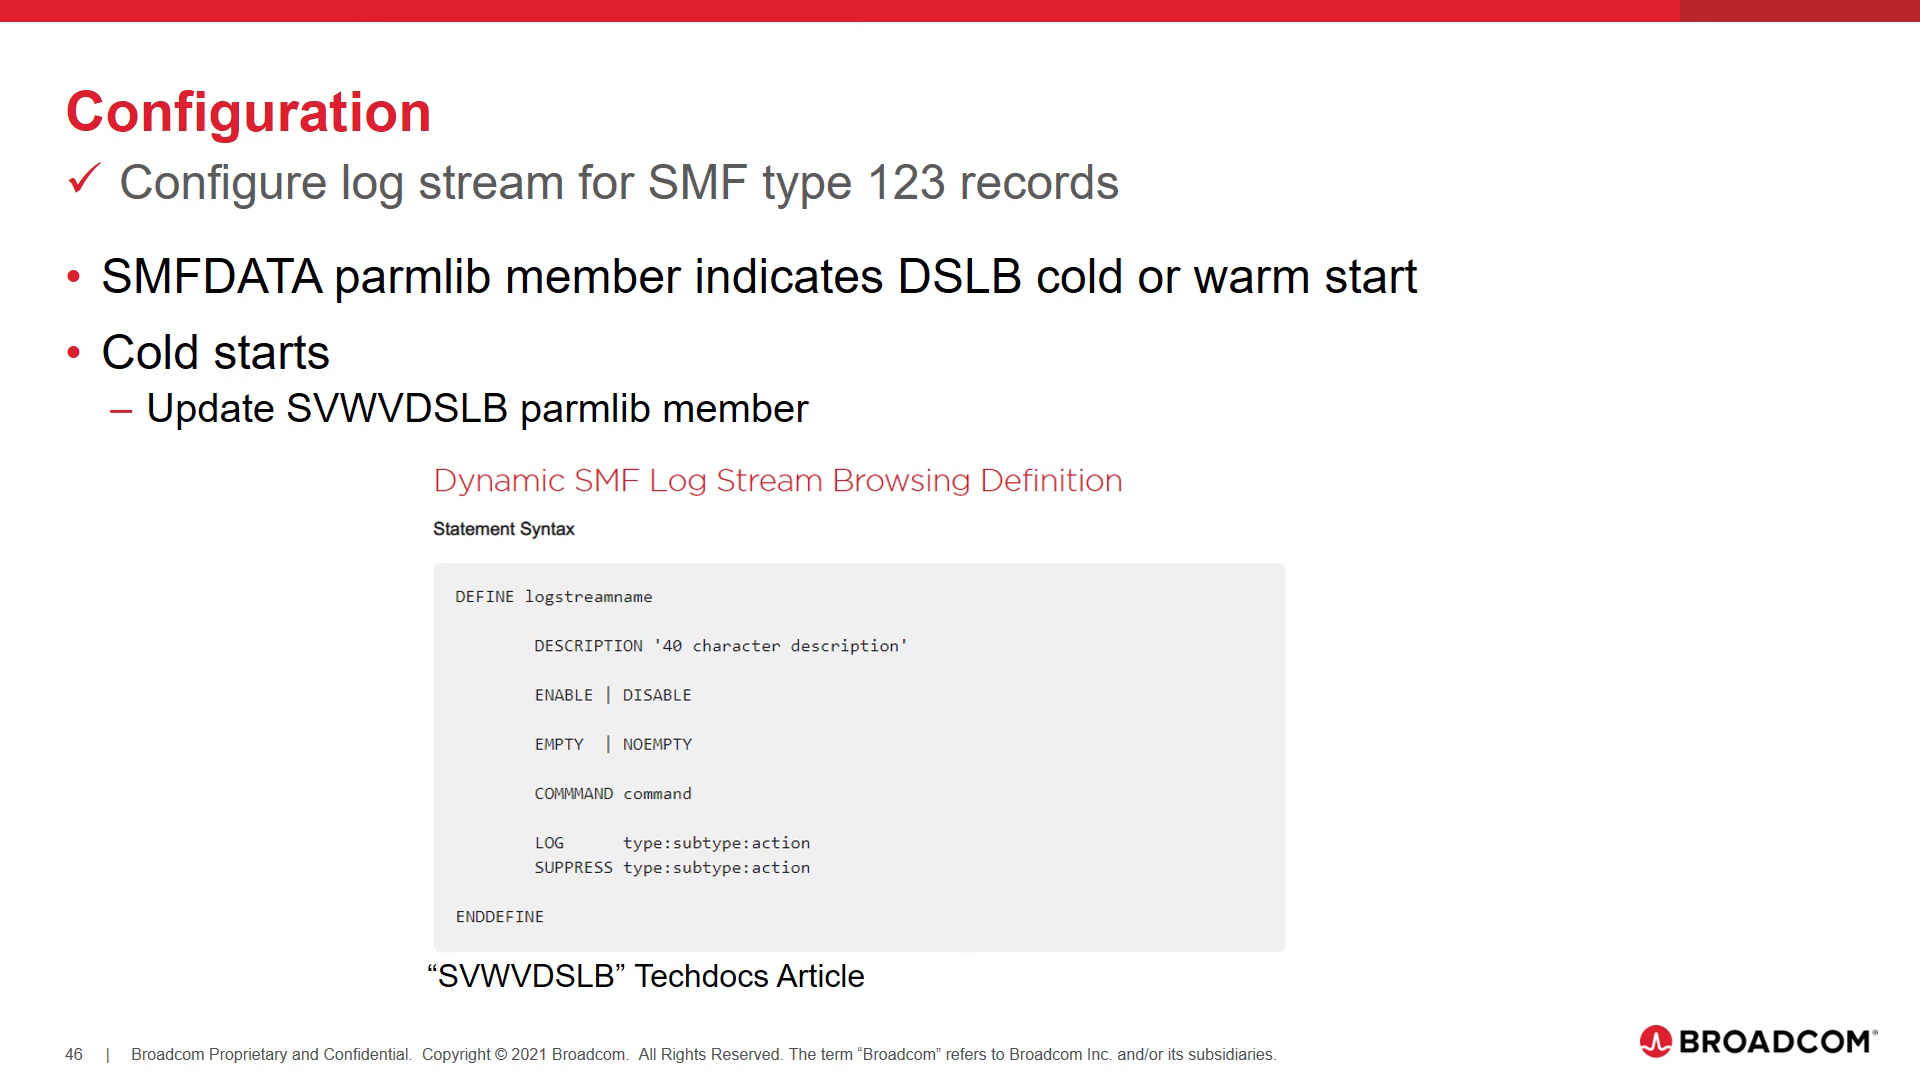 Configuration
✓ Configure log stream for SMF type 123 records
• SMFDATA parmlib member indicates DSLB cold or warm start
• Cold starts
– Update SVWVDSLB parmlib member
Dynamic SMF Log Stream Browsing Definition
Statement Syntax
DEFINE logstreamname
DESCRIPTION '40 character description'
ENABLE | DISABLE
EMPTY | NOEMPTY
COMMMAND command
LOG type:subtype:action
SUPPRESS type:subtype:action
ENDDEFINE
“SVWVDSLB” Techdocs Article
46 | Broadcom Proprietary and Confidential. Copyright © 2021 Broadcom. All Rights Reserved. The term “Broadcom” refers to Broadcom Inc. and/or its subsidiaries.
BROADCOM®